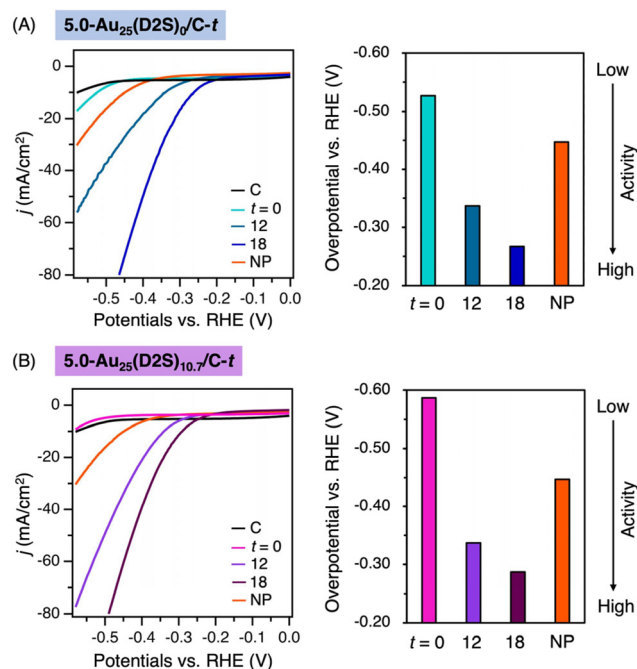 (A) 5.0-Au₂₅(D2S)₀/C-t
j (mA/cm²)
0
-20
-40
-60
-80
C
t = 0
12
18
NP
-0.5 -0.4 -0.3 -0.2 -0.1 0.0
Potentials vs. RHE (V)
Overpotential vs. RHE (V)
-0.60
-0.50
-0.40
-0.30
-0.20
t = 0 12 18 NP
Low
Activity
High
(B) 5.0-Au₂₅(D2S)₁₀.₇/C-t
j (mA/cm²)
0
-20
-40
-60
-80
C
t = 0
12
18
NP
-0.5 -0.4 -0.3 -0.2 -0.1 0.0
Potentials vs. RHE (V)
Overpotential vs. RHE (V)
-0.60
-0.50
-0.40
-0.30
-0.20
t = 0 12 18 NP
Low
Activity
High